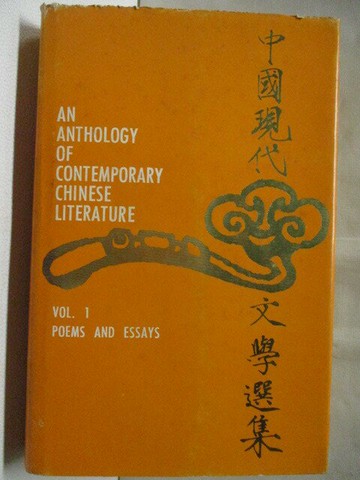 AN
ANTHOLOGY
OF
CONTEMPORARY
CHINESE
LITERATURE
VOL. 1
POEMS AND ESSAYS
中國現代
文學選集